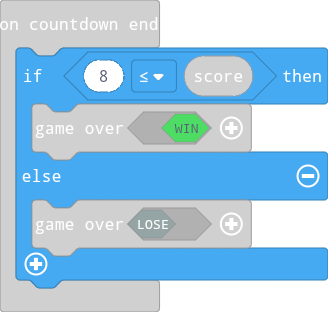 on countdown end
if 8 ≤ score then
game over WIN
else
game over LOSE